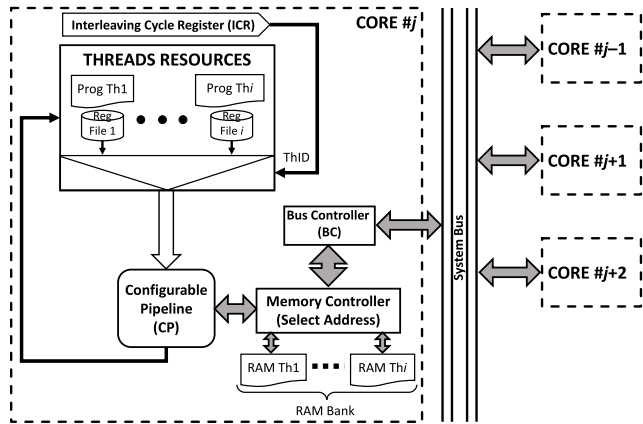 Interleaving Cycle Register (ICR)
CORE #j
THREADS RESOURCES
Prog Th1
Prog Thi
Reg
File 1
Reg
File i
ThID
Bus Controller
(BC)
Configurable
Pipeline
(CP)
Memory Controller
(Select Address)
RAM Th1
RAM Thi
RAM Bank
System Bus
CORE #j–1
CORE #j+1
CORE #j+2